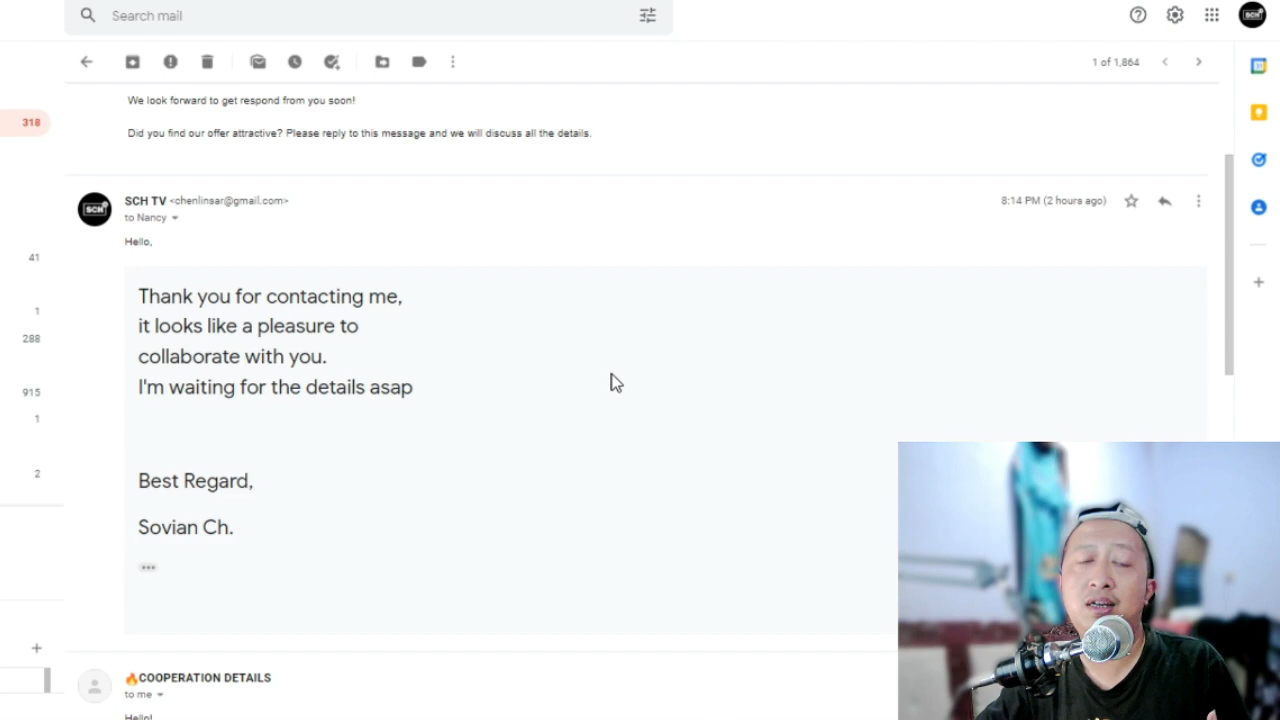 Search mail
SCH
1 of 1,864
We look forward to get respond from you soon!
318
Did you find our offer attractive? Please reply to this message and we will discuss all the details.
SCH
SCH TV <chenlinsar@gmail.com>
8:14 PM (2 hours ago)
to Nancy
Hello,
41
Thank you for contacting me,
1
it looks like a pleasure to
288
collaborate with you.
I'm waiting for the details asap
915
1
2
Best Regard,
Sovian Ch.
🔥COOPERATION DETAILS
to me
Hello!